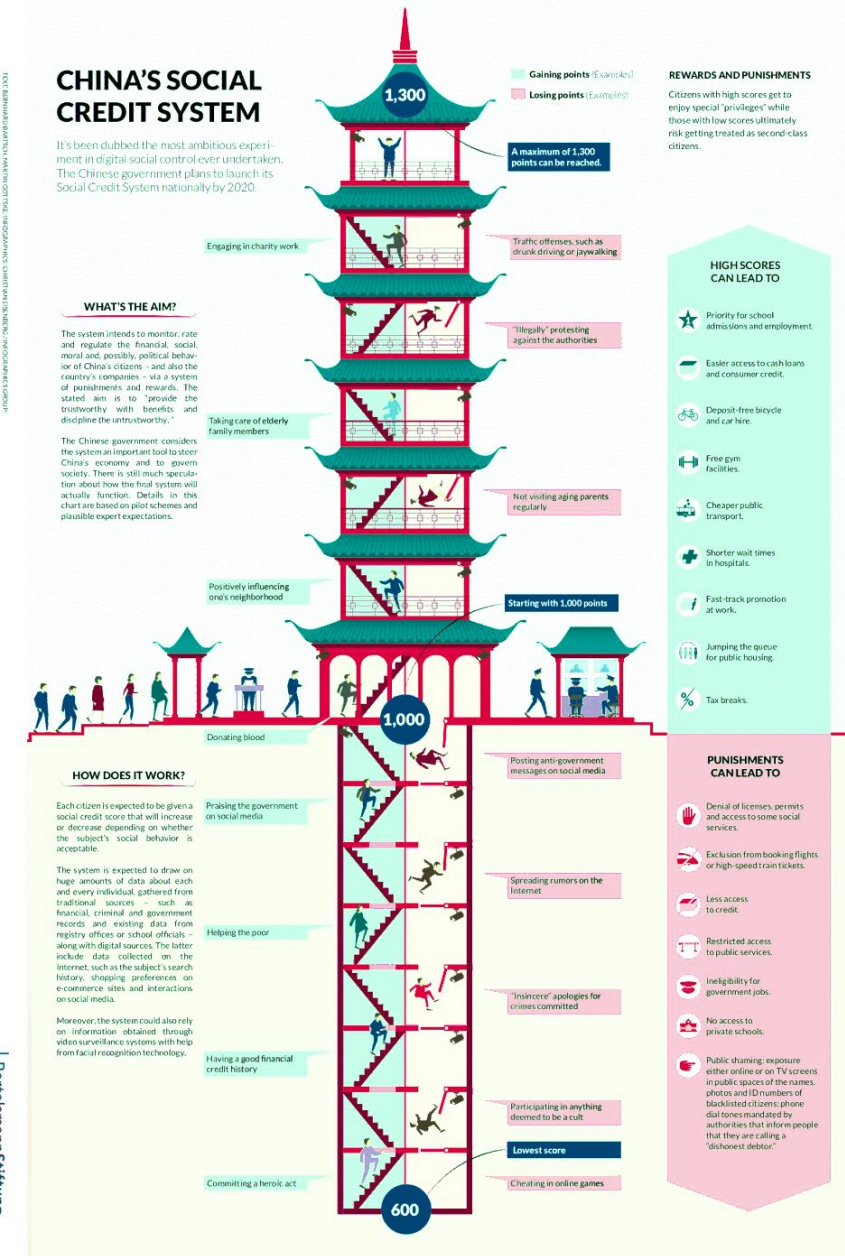 CHINA'S SOCIAL
CREDIT SYSTEM
It's been dubbed the most ambitious experi-
ment in digital social control ever undertaken.
The Chinese government plans to launch its
Social Credit System nationally by 2020.
WHAT'S THE AIM?
The system intends to monitor, rate
and regulate the financial, social,
moral and, possibly, political behav-
ior of China's citizens – and also the
country's companies – via a system
of punishments and rewards. The
stated aim is to "provide the
trustworthy with benefits and
discipline the untrustworthy."
The Chinese government considers
the system an important tool to steer
China's economy and to govern
society. There is still much specula-
tion about how the final system will
actually function. Details in this
chart are based on pilot schemes and
plausible expert expectations.
HOW DOES IT WORK?
Each citizen is expected to be given a
social credit score that will increase
or decrease depending on whether
the subject's social behavior is
acceptable.
The system is expected to draw on
huge amounts of data about each
and every individual, gathered from
traditional sources – such as
financial, criminal and government
records and existing data from
registry offices or school officials –
along with digital sources. The latter
include data collected on the
Internet, such as the subject's search
history, shopping preferences on
e-commerce sites and interactions
on social media.
Moreover, the system could also rely
on information obtained through
video surveillance systems with help
from facial recognition technology.
Gaining points (Examples)
Losing points (Examples)
1,300
A maximum of 1,300
points can be reached.
Engaging in charity work
Traffic offenses, such as
drunk driving or jaywalking
"Illegally" protesting
against the authorities
Taking care of elderly
family members
Not visiting aging parents
regularly
Positively influencing
one's neighborhood
Starting with 1,000 points
1,000
Donating blood
Posting anti-government
messages on social media
Praising the government
on social media
Spreading rumors on the
Internet
Helping the poor
"Insincere" apologies for
crimes committed
Having a good financial
credit history
Participating in anything
deemed to be a cult
Lowest score
Committing a heroic act
Cheating in online games
600
REWARDS AND PUNISHMENTS
Citizens with high scores get to
enjoy special "privileges" while
those with low scores ultimately
risk getting treated as second-class
citizens.
HIGH SCORES
CAN LEAD TO
Priority for school
admissions and employment.
Easier access to cash loans
and consumer credit.
Deposit-free bicycle
and car hire.
Free gym
facilities.
Cheaper public
transport.
Shorter wait times
in hospitals.
Fast-track promotion
at work.
Jumping the queue
for public housing.
Tax breaks.
PUNISHMENTS
CAN LEAD TO
Denial of licenses, permits
and access to some social
services.
Exclusion from booking flights
or high-speed train tickets.
Less access
to credit.
Restricted access
to public services.
Ineligibility for
government jobs.
No access to
private schools.
Public shaming: exposure
either online or on TV screens
in public spaces of the names,
photos and ID numbers of
blacklisted citizens; phone
dial tones mandated by
authorities that inform people
that they are calling a
"dishonest debtor."